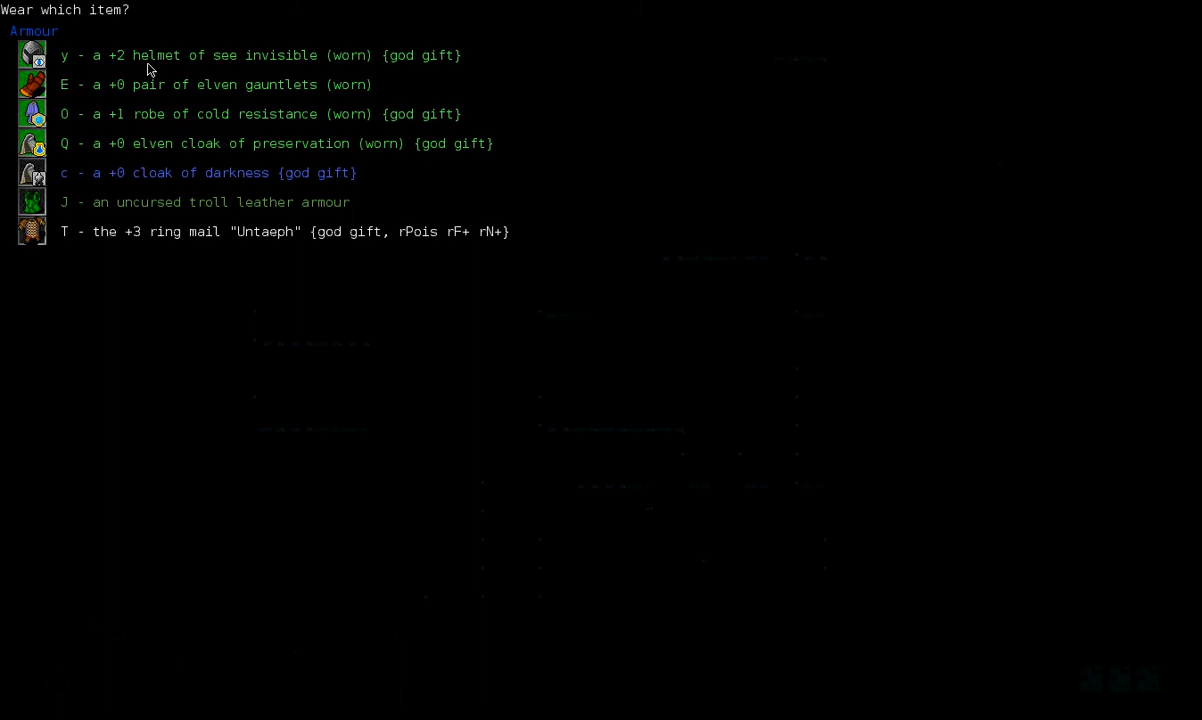 Wear which item?
Armour
y - a +2 helmet of see invisible (worn) {god gift}
E - a +0 pair of elven gauntlets (worn)
O - a +1 robe of cold resistance (worn) {god gift}
Q - a +0 elven cloak of preservation (worn) {god gift}
c - a +0 cloak of darkness {god gift}
J - an uncursed troll leather armour
T - the +3 ring mail "Untaeph" {god gift, rPois rF+ rN+}